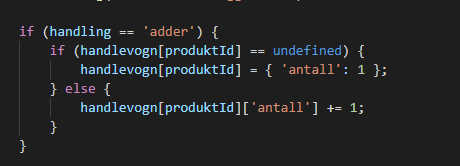 if (handling == 'adder') {
    if (handlevogn[produktId] == undefined) {
        handlevogn[produktId] = { 'antall': 1 };
    } else {
        handlevogn[produktId]['antall'] += 1;
    }
}